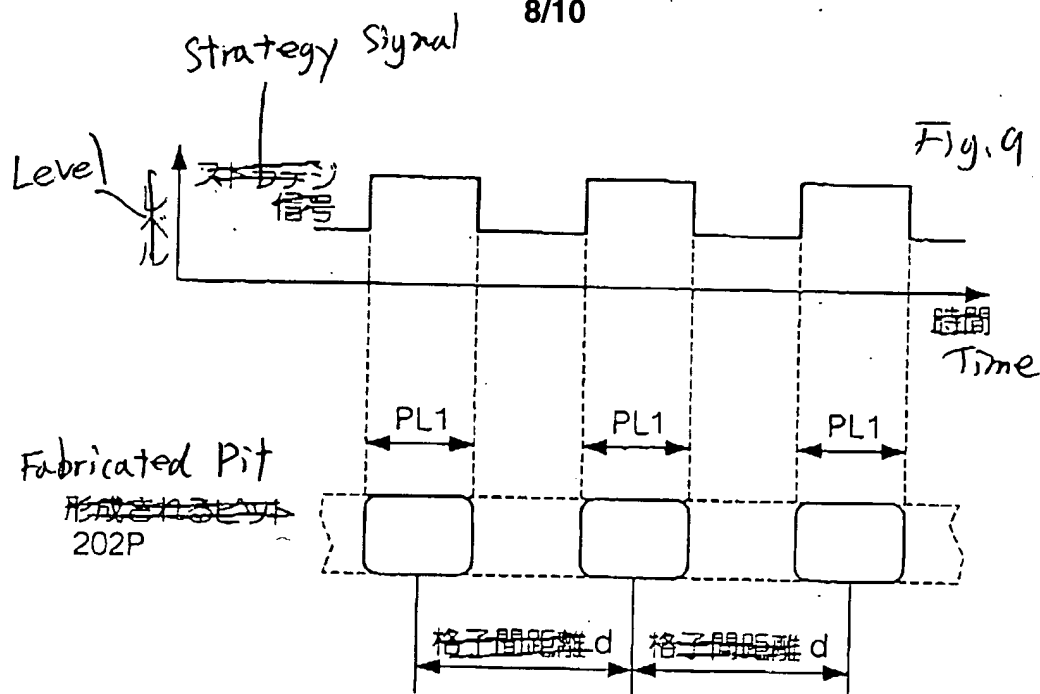 8/10
Strategy Signal
Fig. 9
Level
レベル
ストラテジ
信号
時間
Time
PL1 PL1 PL1
Fabricated Pit
形成されるピット
202P
格子間距離 d 格子間距離 d